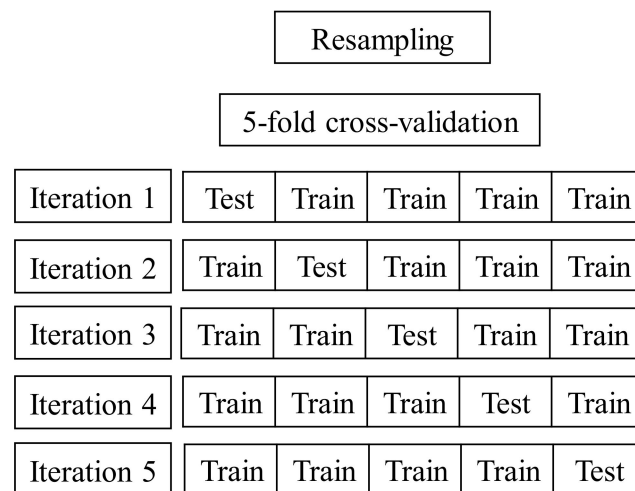 Resampling
5-fold cross-validation
Iteration 1 Test Train Train Train Train
Iteration 2 Train Test Train Train Train
Iteration 3 Train Train Test Train Train
Iteration 4 Train Train Train Test Train
Iteration 5 Train Train Train Train Test